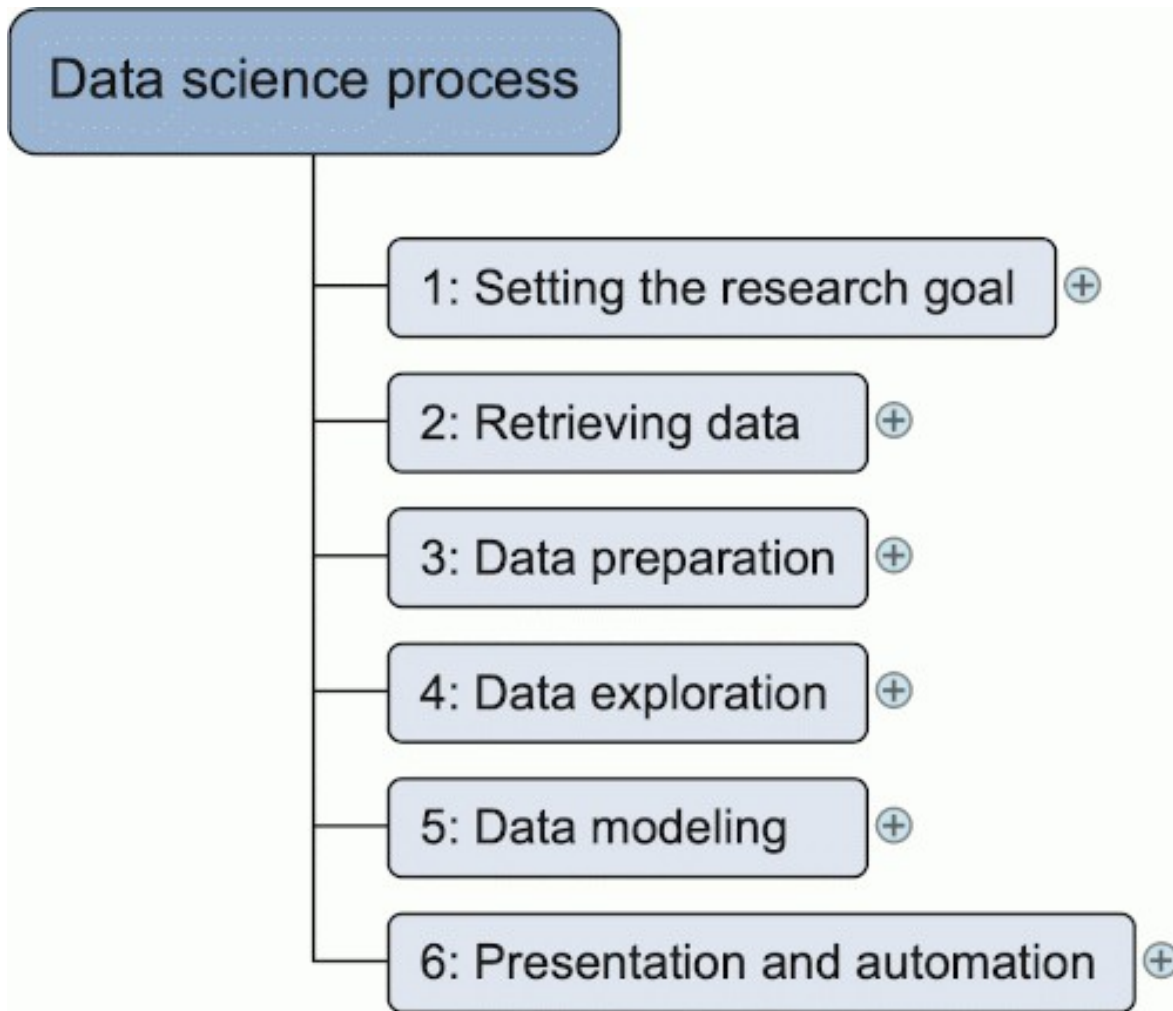 Data science process
1: Setting the research goal
2: Retrieving data
3: Data preparation
4: Data exploration
5: Data modeling
6: Presentation and automation